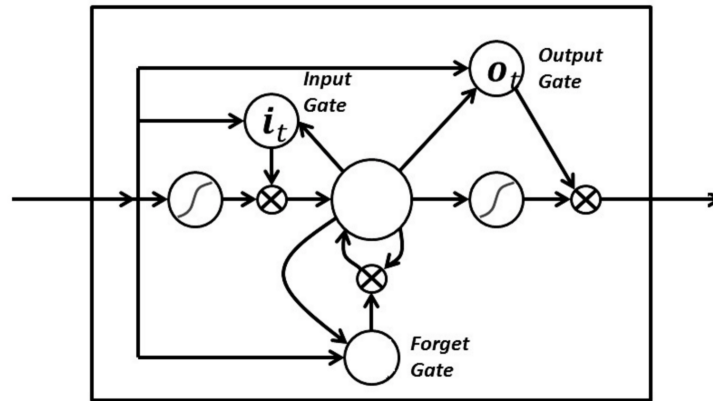 Input
Gate
i_t
o_t
Output
Gate
Forget
Gate